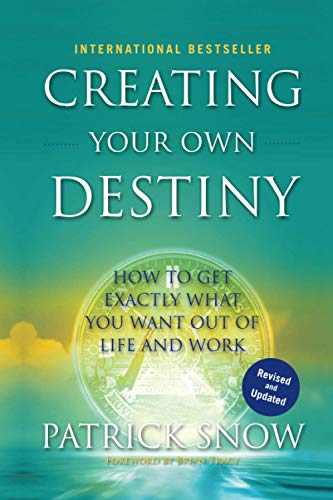 INTERNATIONAL BESTSELLER
CREATING
YOUR OWN
DESTINY
HOW TO GET
EXACTLY WHAT
YOU WANT OUT OF
LIFE AND WORK
Revised
and
Updated
PATRICK SNOW
FOREWORD BY BRIAN TRACY